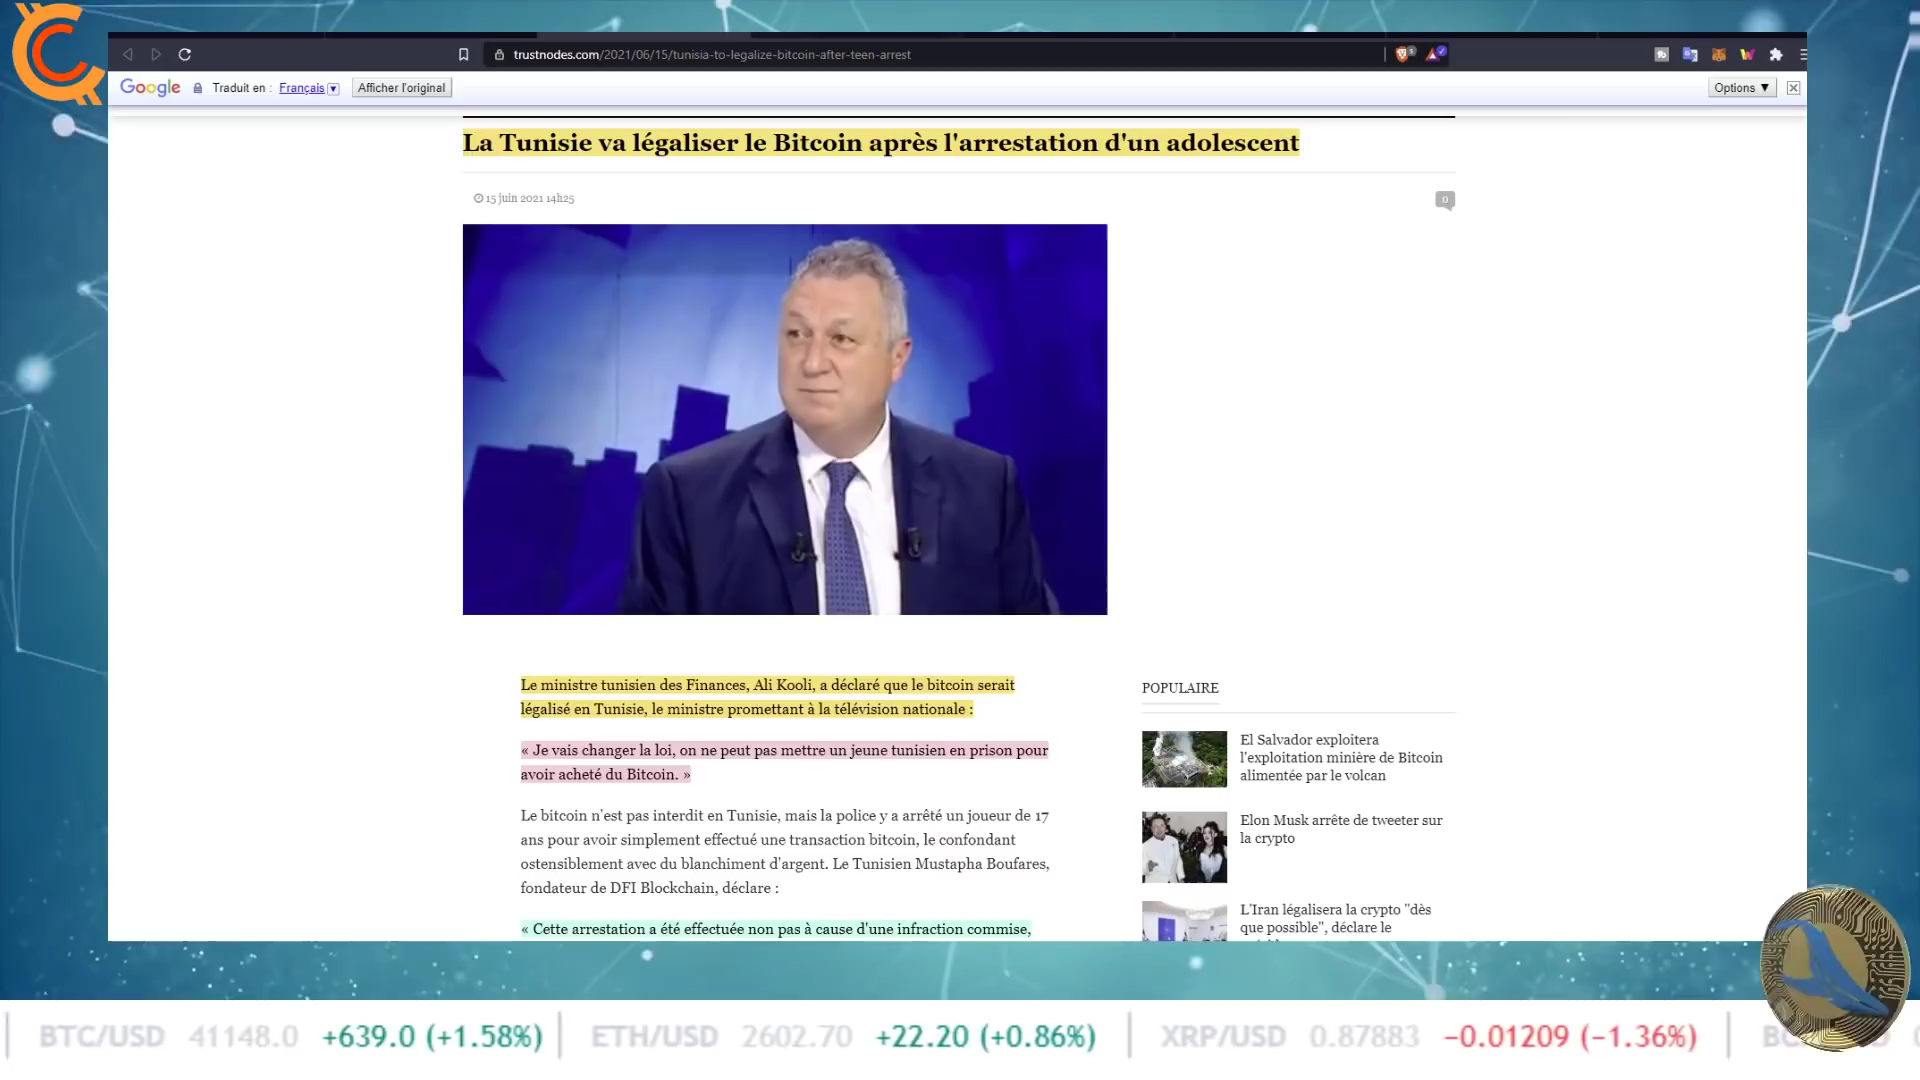 trustnodes.com/2021/06/15/tunisia-to-legalize-bitcoin-after-teen-arrest
Google Traduit en : Français Afficher l'original Options ▼
La Tunisie va légaliser le Bitcoin après l'arrestation d'un adolescent
15 juin 2021 14h25
0
Le ministre tunisien des Finances, Ali Kooli, a déclaré que le bitcoin serait
légalisé en Tunisie, le ministre promettant à la télévision nationale :
« Je vais changer la loi, on ne peut pas mettre un jeune tunisien en prison pour
avoir acheté du Bitcoin. »
Le bitcoin n'est pas interdit en Tunisie, mais la police y a arrêté un joueur de 17
ans pour avoir simplement effectué une transaction bitcoin, le confondant
ostensiblement avec du blanchiment d'argent. Le Tunisien Mustapha Boufares,
fondateur de DFI Blockchain, déclare :
« Cette arrestation a été effectuée non pas à cause d'une infraction commise,
POPULAIRE
El Salvador exploitera
l'exploitation minière de Bitcoin
alimentée par le volcan
Elon Musk arrête de tweeter sur
la crypto
L'Iran légalisera la crypto "dès
que possible", déclare le
BTC/USD 41148.0 +639.0 (+1.58%) ETH/USD 2602.70 +22.20 (+0.86%) XRP/USD 0.87883 −0.01209 (−1.36%)